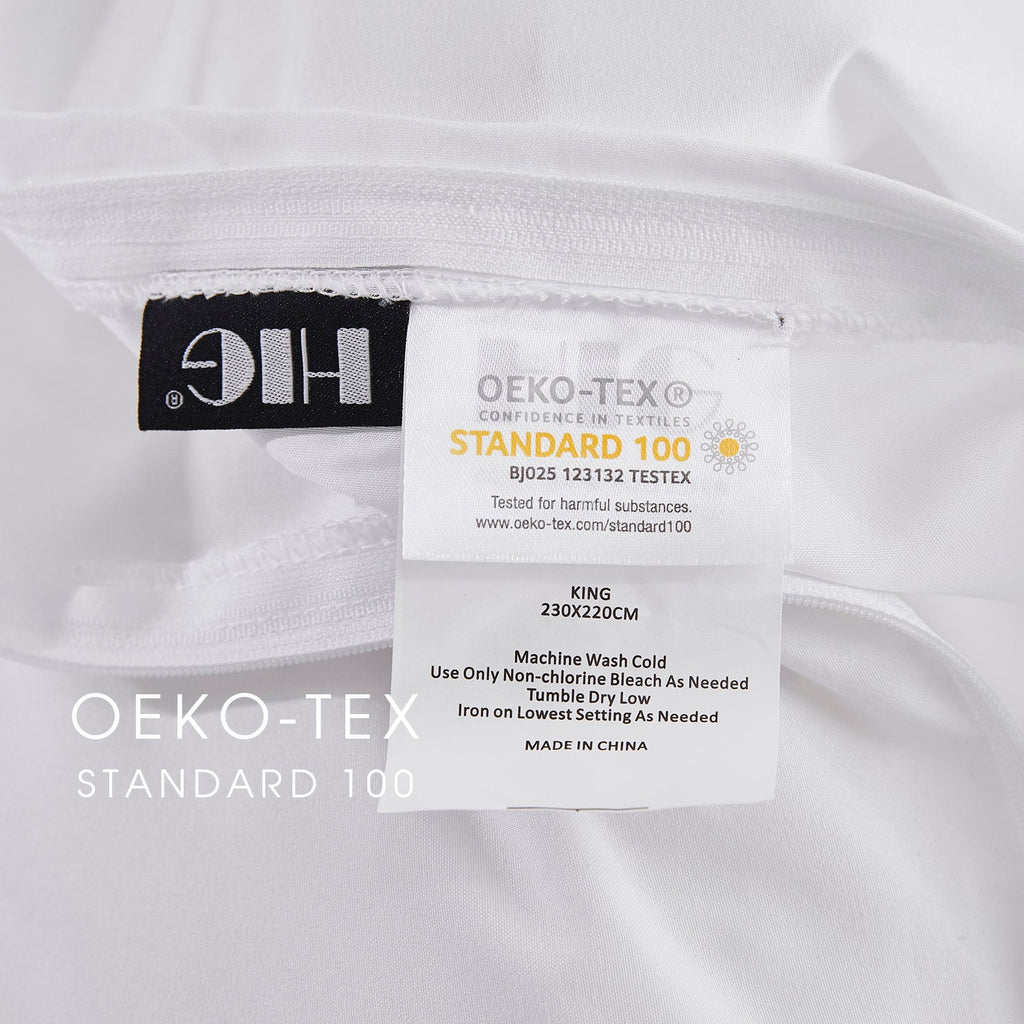 HIG®
OEKO-TEX®
CONFIDENCE IN TEXTILES
STANDARD 100
BJ025 123132 TESTEX
Tested for harmful substances.
www.oeko-tex.com/standard100
KING
230X220CM
Machine Wash Cold
Use Only Non-chlorine Bleach As Needed
Tumble Dry Low
Iron on Lowest Setting As Needed
MADE IN CHINA
OEKO-TEX
STANDARD 100